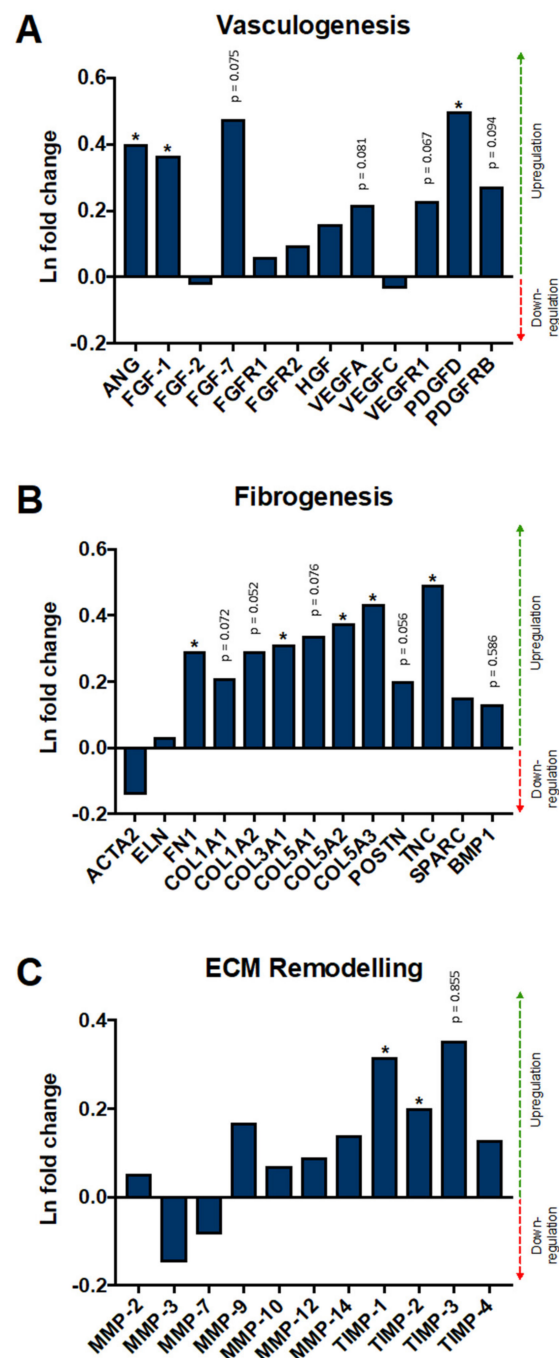 A
Vasculogenesis
Ln fold change
0.6
0.4
0.2
0.0
-0.2
*
*
p = 0.075
p = 0.081
p = 0.067
*
p = 0.094
Upregulation
Down-
regulation
ANG
FGF-1
FGF-2
FGF-7
FGFR1
FGFR2
HGF
VEGFA
VEGFC
VEGFR1
PDGFD
PDGFRB
B
Fibrogenesis
Ln fold change
0.6
0.4
0.2
0.0
-0.2
*
p = 0.072
p = 0.052
*
p = 0.076
*
*
p = 0.056
*
p = 0.586
Upregulation
Down-
regulation
ACTA2
ELN
FN1
COL1A1
COL1A2
COL3A1
COL5A1
COL5A2
COL5A3
POSTN
TNC
SPARC
BMP1
C
ECM Remodelling
Ln fold change
0.4
0.2
0.0
-0.2
*
*
p = 0.855
Upregulation
Down-
regulation
MMP-2
MMP-3
MMP-7
MMP-9
MMP-10
MMP-12
MMP-14
TIMP-1
TIMP-2
TIMP-3
TIMP-4